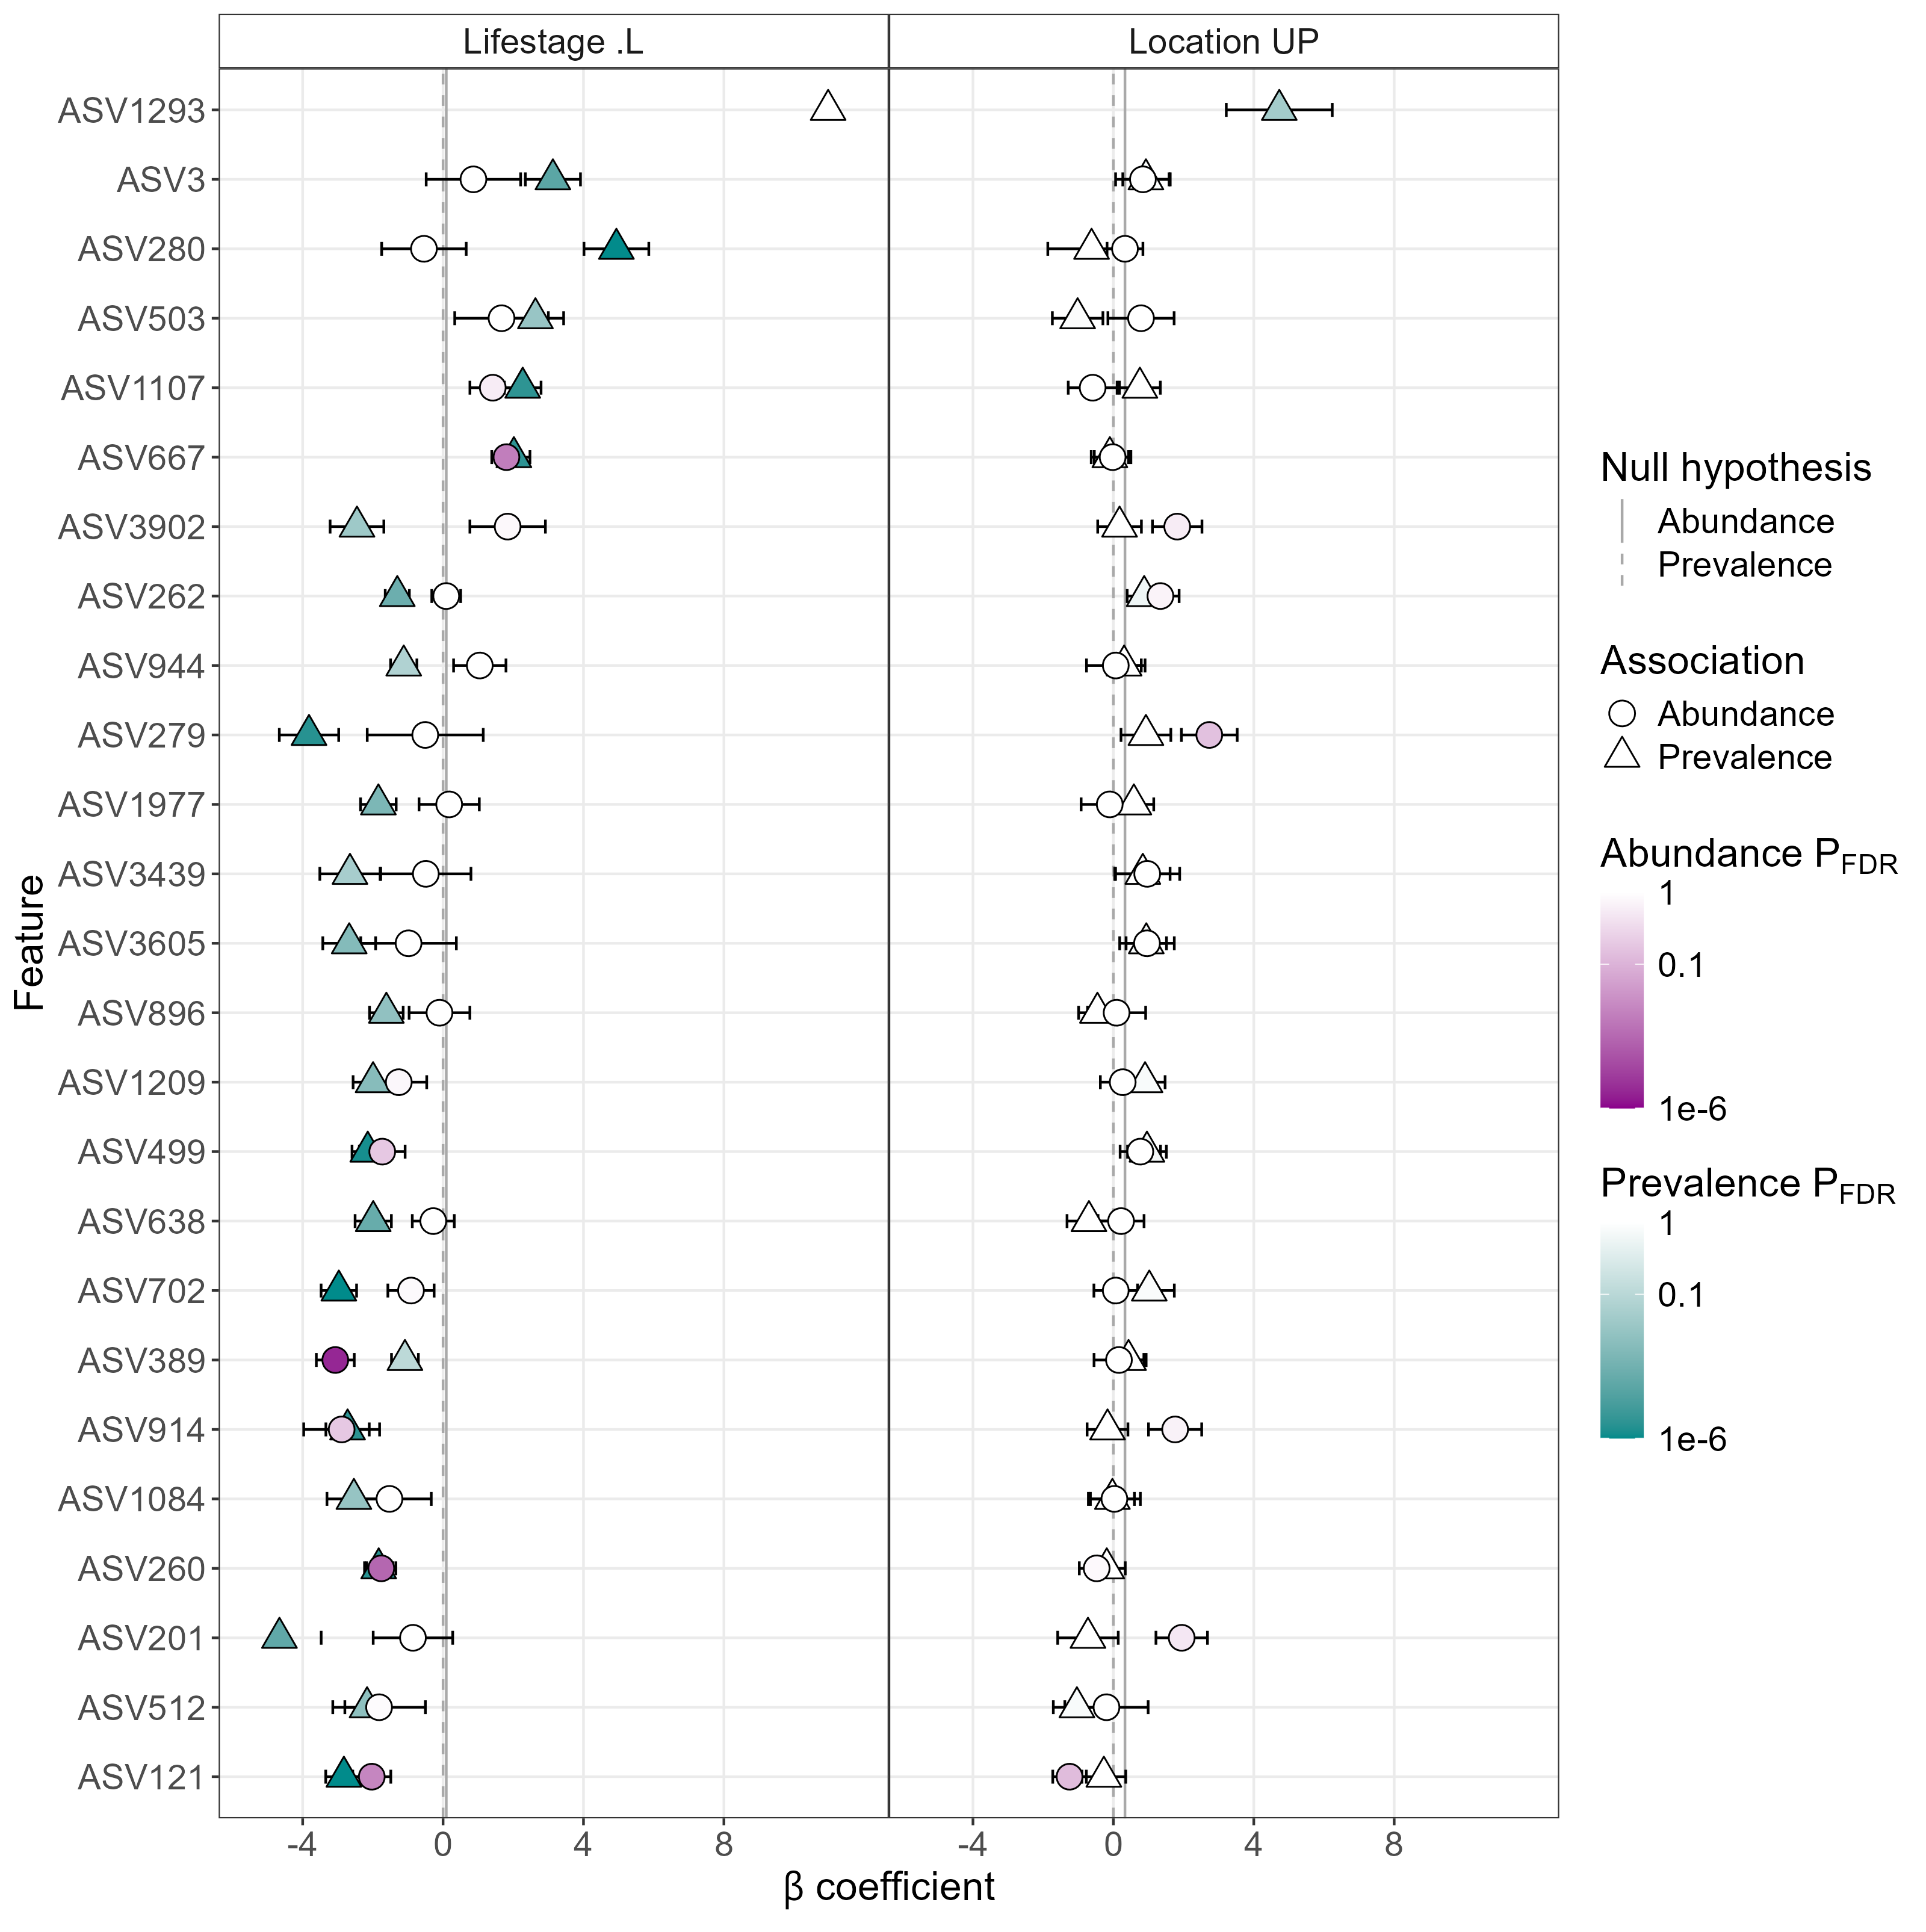 Lifestage .L
Location UP
Feature
ASV1293
ASV3
ASV280
ASV503
ASV1107
ASV667
ASV3902
ASV262
ASV944
ASV279
ASV1977
ASV3439
ASV3605
ASV896
ASV1209
ASV499
ASV638
ASV702
ASV389
ASV914
ASV1084
ASV260
ASV201
ASV512
ASV121
-4 0 4 8
-4 0 4 8
β coefficient
Null hypothesis
Abundance
Prevalence
Association
Abundance
Prevalence
Abundance PFDR
1
0.1
1e-6
Prevalence PFDR
1
0.1
1e-6